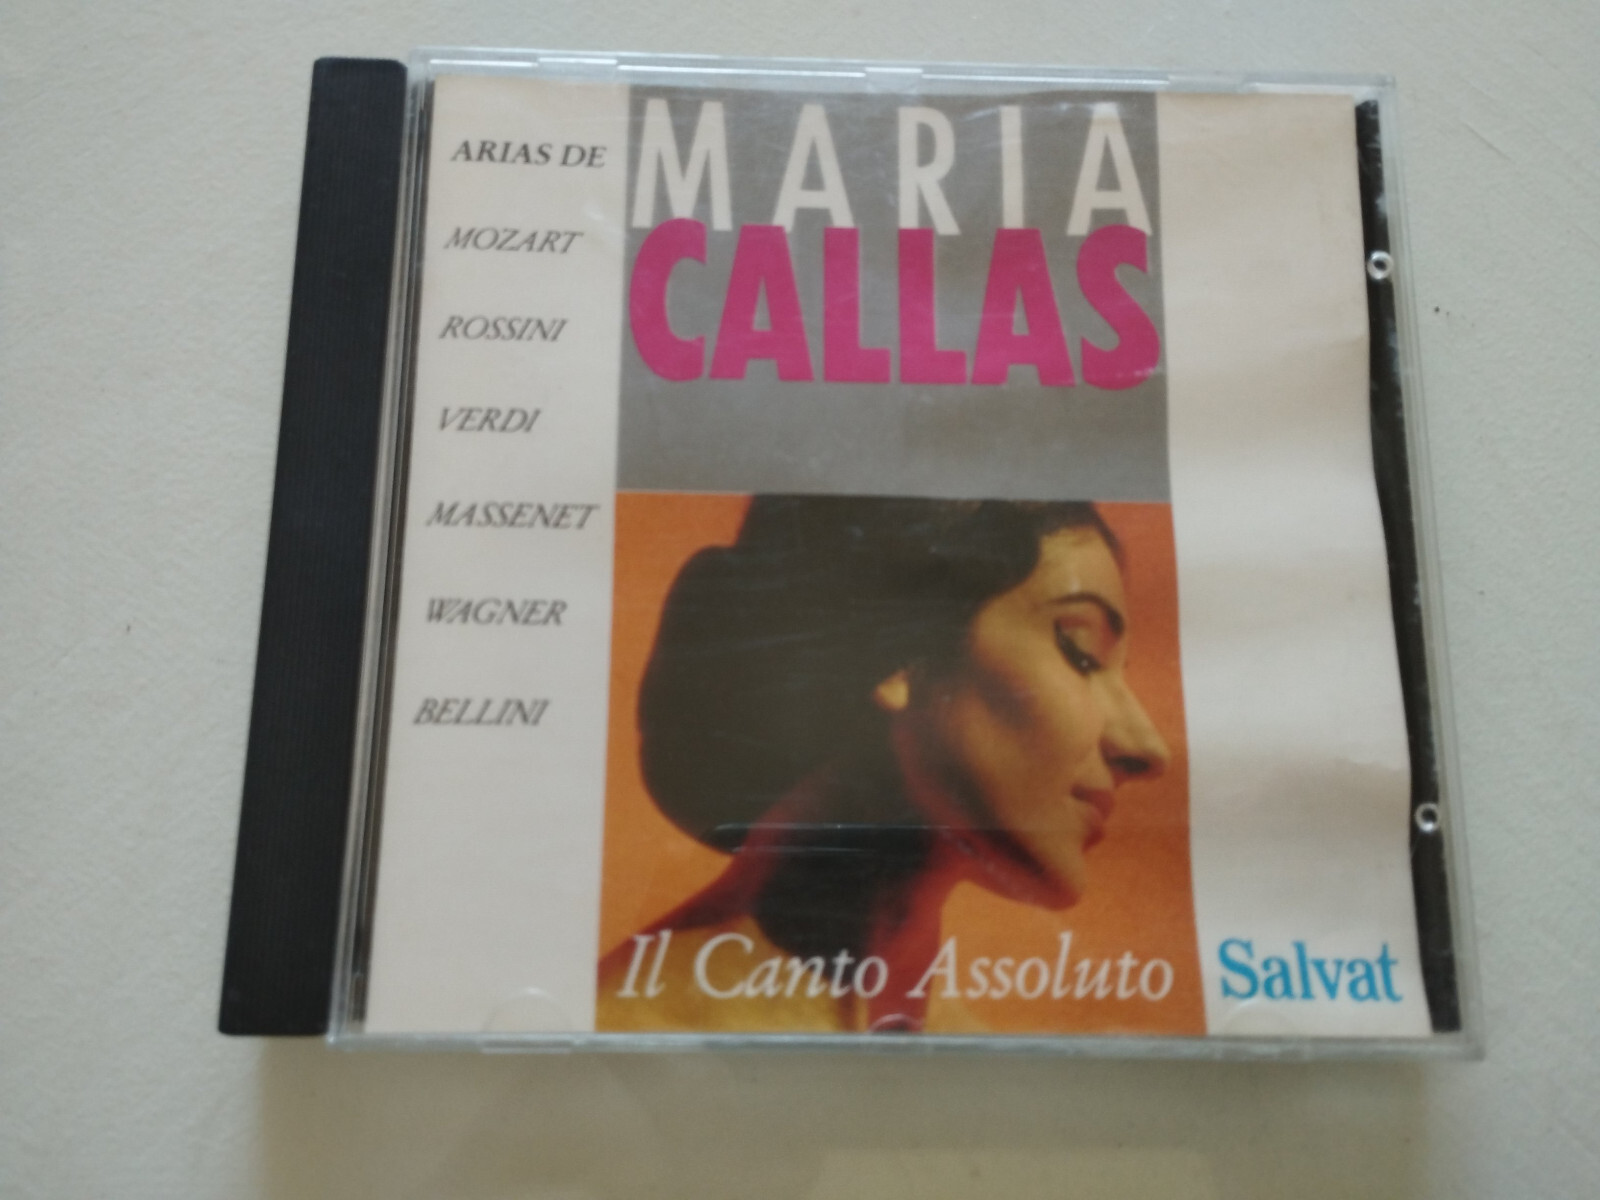 ARIAS DE
MOZART
ROSSINI
VERDI
MASSENET
WAGNER
BELLINI
MARIA
CALLAS
Il Canto Assoluto
Salvat